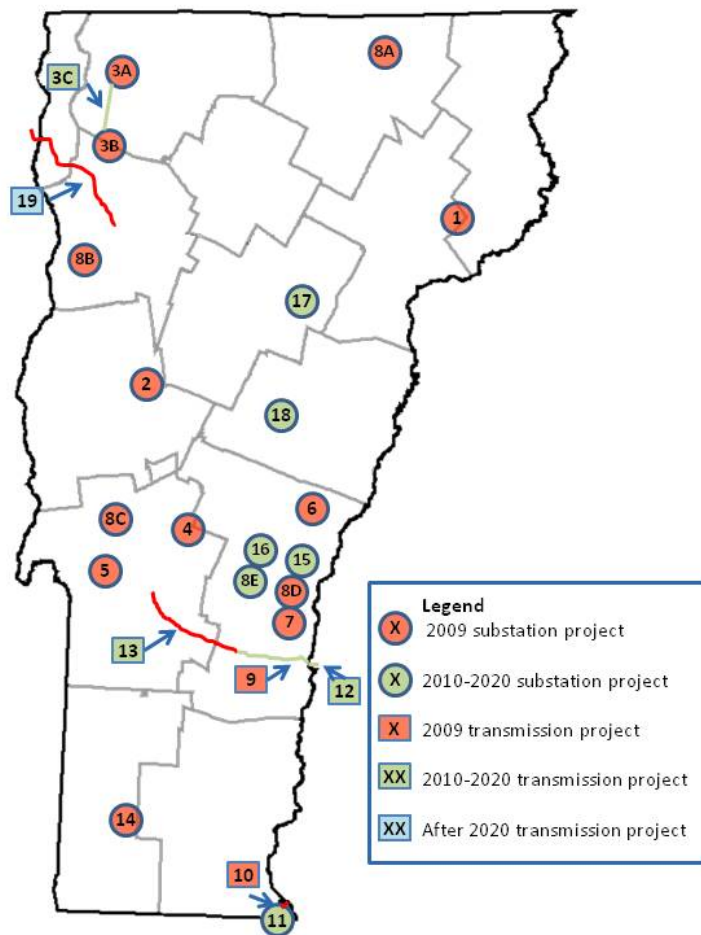 8A
3A
3C
3B
19
1
8B
17
2
18
6
8C
4
16
15
5
8E
8D
7
13
9
12
14
10
11
Legend
X 2009 substation project
X 2010-2020 substation project
X 2009 transmission project
XX 2010-2020 transmission project
XX After 2020 transmission project